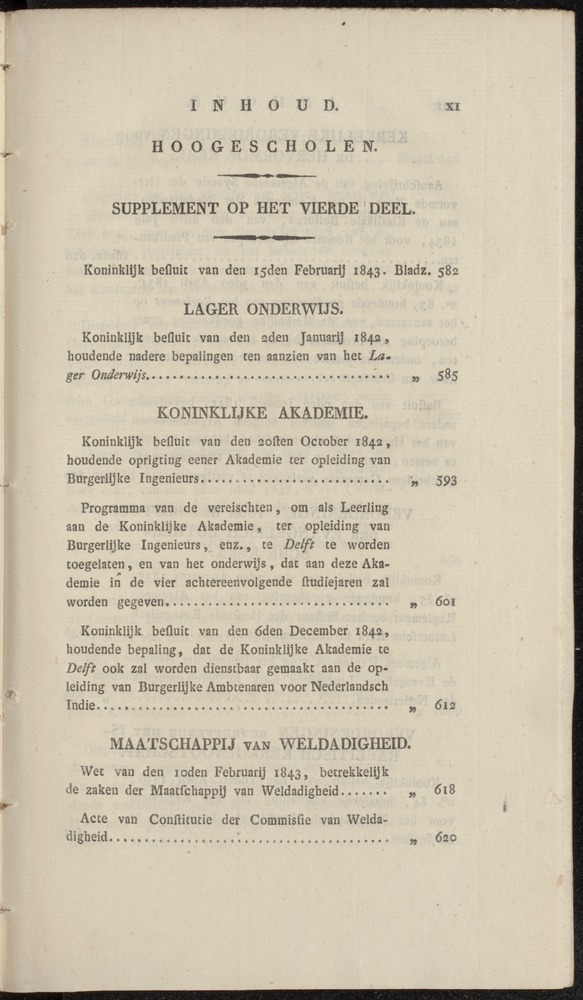 INHOUD. XI
HOOGESCHOLEN.
SUPPLEMENT OP HET VIERDE DEEL.
Koninklijk beſluit van den 15den Februarij 1843. Bladz. 582
LAGER ONDERWIJS.
Koninklijk beſluit van den 2den Januarij 1842,
houdende nadere bepalingen ten aanzien van het La-
ger Onderwijs................................ „ 585
KONINKLIJKE AKADEMIE.
Koninklijk beſluit van den 20ſten October 1842,
houdende oprigting eener Akademie ter opleiding van
Burgerlijke Ingenieurs......................... „ 593
Programma van de vereischten, om als Leerling
aan de Koninklijke Akademie, ter opleiding van
Burgerlijke Ingenieurs, enz., te Delft te worden
toegelaten, en van het onderwijs, dat aan deze Aka-
demie in de vier achtereenvolgende ſtudiejaren zal
worden gegeven.............................. „ 601
Koninklijk beſluit van den 6den December 1842,
houdende bepaling, dat de Koninklijke Akademie te
Delft ook zal worden dienstbaar gemaakt aan de op-
leiding van Burgerlijke Ambtenaren voor Nederlandsch
Indie....................................... „ 612
MAATSCHAPPIJ VAN WELDADIGHEID.
Wet van den 10den Februarij 1843, betrekkelijk
de zaken der Maatſchappij van Weldadigheid....... „ 618
Acte van Conſtitutie der Commisſie van Welda-
digheid...................................... „ 620